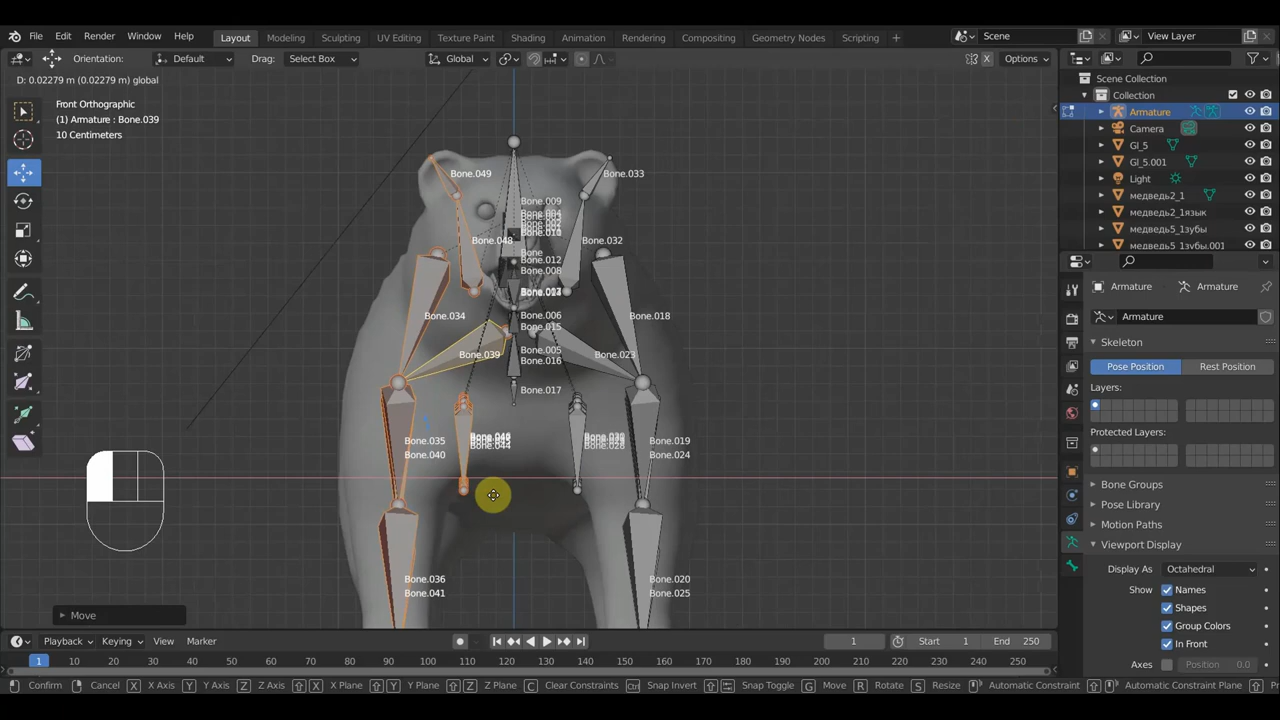 File Edit Render Window Help Layout Modeling Sculpting UV Editing Texture Paint Shading Animation Rendering Compositing Geometry Nodes Scripting + Scene View Layer
Orientation: Default Drag: Select Box Global X Options
D: 0.02279 m (0.02279 m) global
Front Orthographic
(1) Armature : Bone.039
10 Centimeters
Bone.049
Bone.033
Bone.009
Bone.048
Bone.032
Bone
Bone.012
Bone.008
Bone.006
Bone.034
Bone.018
Bone.015
Bone.005
Bone.039
Bone.023
Bone.016
Bone.017
Bone.035
Bone.044
Bone.028
Bone.019
Bone.040
Bone.024
Bone.036
Bone.020
Bone.041
Bone.025
Move
Scene Collection
Collection
Armature
Camera
Gl_5
Gl_5.001
Light
медведь2_1
медведь2_1язык
медведь5_1зубы
медведь5_1зубы.001
Armature Armature
Armature
Skeleton
Pose Position Rest Position
Layers:
Protected Layers:
Bone Groups
Pose Library
Motion Paths
Viewport Display
Display As Octahedral
Show Names
Shapes
Group Colors
In Front
Axes Position 0.0
Playback Keying View Marker 1 Start 1 End 250
1 10 20 30 40 50 60 70 80 90 100 110 120 130 140 150 160 170 180 190 200 210 220 230 240 250
Confirm Cancel X X Axis Y Y Axis Z Z Axis X X Plane Y Y Plane Z Z Plane C Clear Constraints Ctrl Snap Invert Snap Toggle G Move R Rotate S Resize Automatic Constraint Automatic Constraint Plane